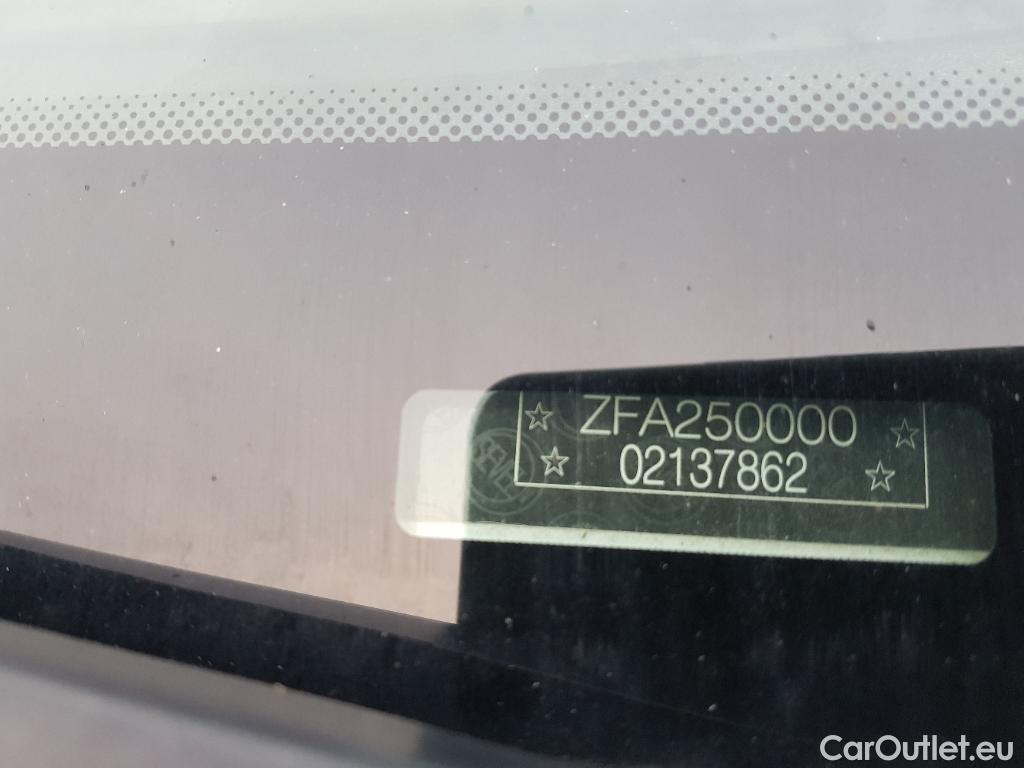 ☆ ZFA250000 ☆
☆ 02137862 ☆
CarOutlet.eu